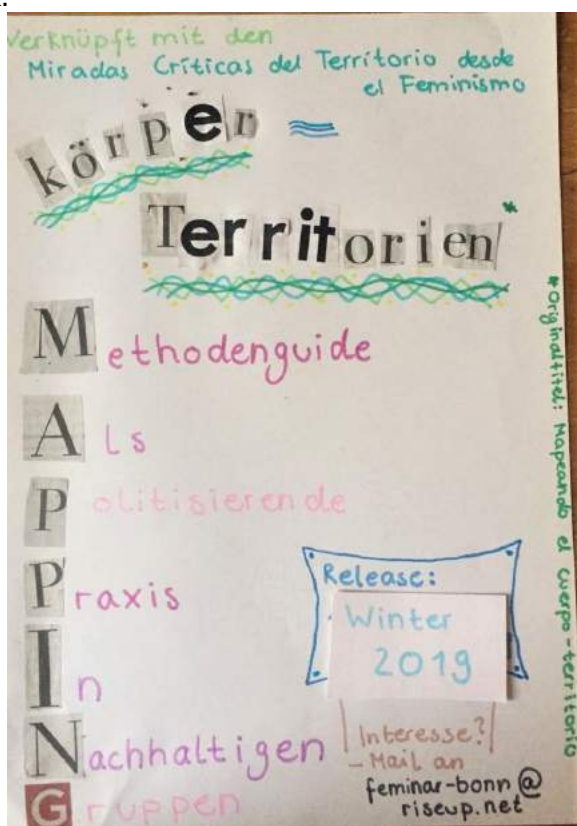 Verknüpft mit den
Miradas Críticas del Territorio desde
el Feminismo
körper =
Territorien*
Methodenguide
Als
Politisierende
Praxis
In
Nachhaltigen
Gruppen
Release:
Winter
2019
Interesse?
- Mail an
feminar-bonn@
riseup.net
*Originaltitel: Mapeando el cuerpo-territorio